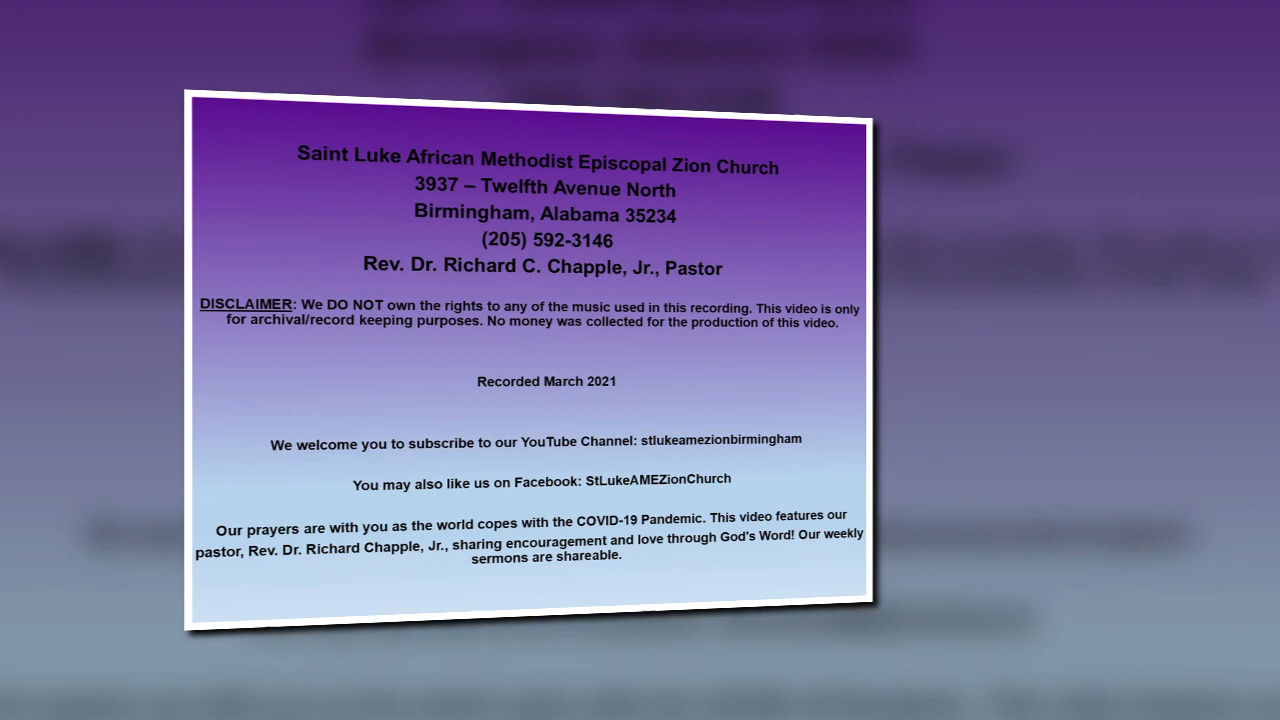 Saint Luke African Methodist Episcopal Zion Church
3937 – Twelfth Avenue North
Birmingham, Alabama 35234
(205) 592-3146
Rev. Dr. Richard C. Chapple, Jr., Pastor
DISCLAIMER: We DO NOT own the rights to any of the music used in this recording. This video is only
for archival/record keeping purposes. No money was collected for the production of this video.
Recorded March 2021
We welcome you to subscribe to our YouTube Channel: stlukeamezionbirmingham
You may also like us on Facebook: StLukeAMEZionChurch
Our prayers are with you as the world copes with the COVID-19 Pandemic. This video features our
pastor, Rev. Dr. Richard Chapple, Jr., sharing encouragement and love through God's Word! Our weekly
sermons are shareable.